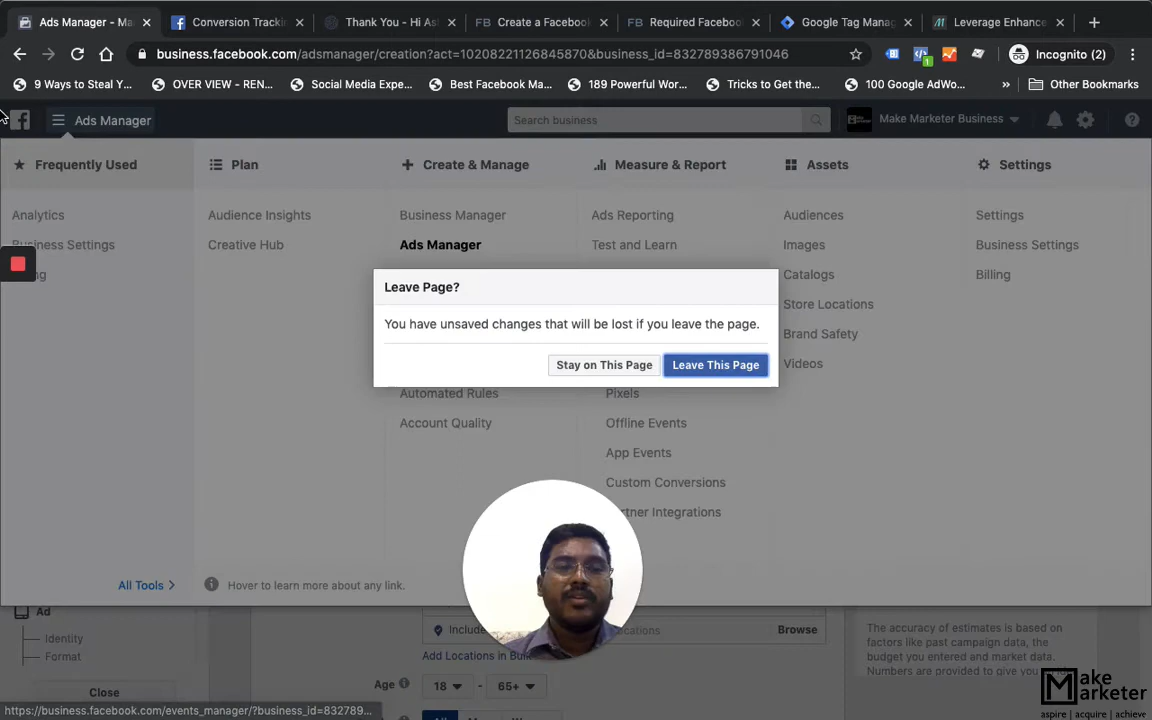 Ads Manager - Ma
Conversion Tracki
Thank You - Hi As
FB Create a Facebook
FB Required Facebook
Google Tag Mana
Leverage Enhance
business.facebook.com/adsmanager/creation?act=10208221126845870&business_id=832789386791046
1
Incognito (2)
9 Ways to Steal Y...
OVER VIEW - REN...
Social Media Expe...
Best Facebook Ma...
189 Powerful Wor...
Tricks to Get the...
100 Google AdWo...
»
Other Bookmarks
Ads Manager
Search business
Make Marketer Business
Frequently Used
Plan
Create & Manage
Measure & Report
Assets
Settings
Analytics
Audience Insights
Business Manager
Ads Reporting
Audiences
Settings
Business Settings
Creative Hub
Ads Manager
Test and Learn
Images
Business Settings
ng
Catalogs
Billing
Leave Page?
Store Locations
You have unsaved changes that will be lost if you leave the page.
Brand Safety
Stay on This Page
Leave This Page
Videos
Automated Rules
Pixels
Account Quality
Offline Events
App Events
Custom Conversions
rtner Integrations
All Tools
Hover to learn more about any link.
Ad
Identity
Format
Close
Include
ocations
Browse
Add Locations in Bulk
Age
18
-
65+
The accuracy of estimates is based on
factors like past campaign data, the
budget you entered and market data.
Numbers are provided to give you
https://business.facebook.com/events_manager/?business_id=832789...
Make
Marketer
aspire | acquire | achieve